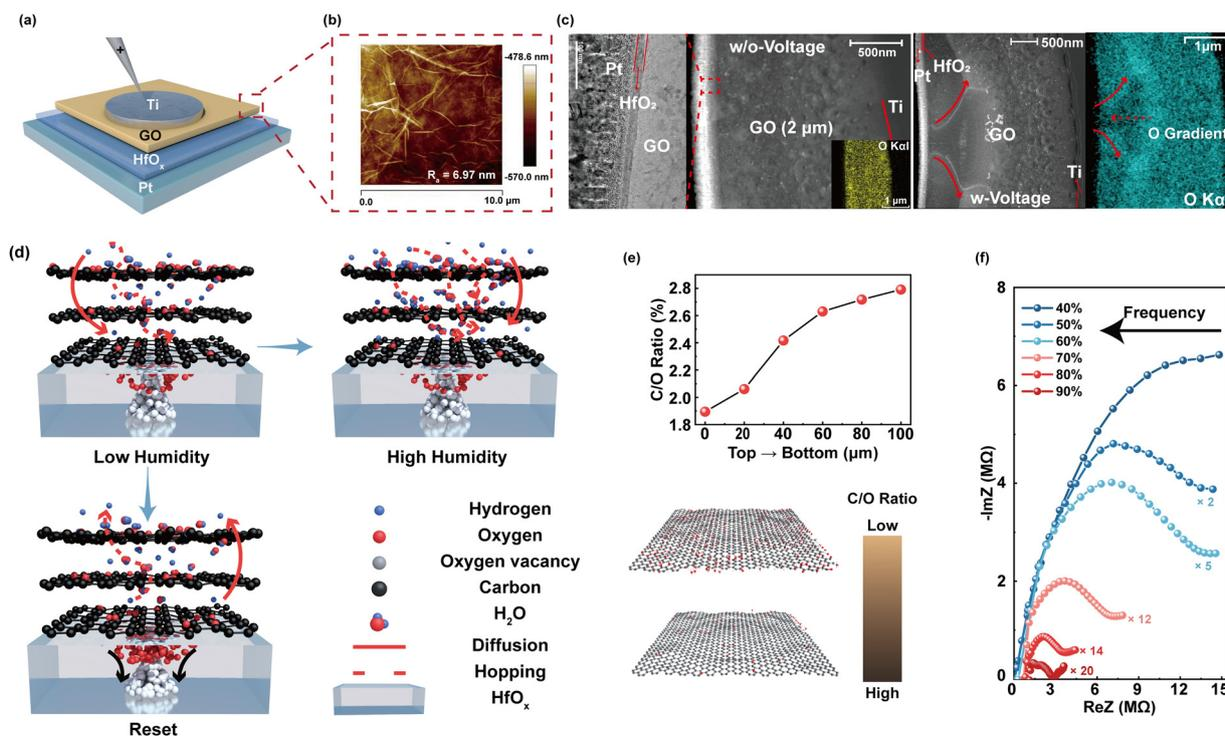 (a)
+
Ti
GO
HfOₓ
Pt
(b)
-478.6 nm
-570.0 nm
Rₐ = 6.97 nm
0.0
10.0 μm
(c)
Pt
HfO₂
GO
w/o-Voltage
500nm
GO (2 μm)
Ti
O Kα1
1 μm
Pt
HfO₂
500nm
GO
Ti
w-Voltage
1μm
O Gradient
O Kα
(d)
Low Humidity
High Humidity
Reset
Hydrogen
Oxygen
Oxygen vacancy
Carbon
H₂O
Diffusion
Hopping
HfOₓ
(e)
C/O Ratio (%)
2.8
2.6
2.4
2.2
2.0
1.8
0 20 40 60 80 100
Top → Bottom (μm)
C/O Ratio
Low
High
(f)
-ImZ (MΩ)
8
6
4
2
0
40%
50%
60%
70%
80%
90%
Frequency
× 2
× 5
× 12
× 14
× 20
0 3 6 9 12 15
ReZ (MΩ)